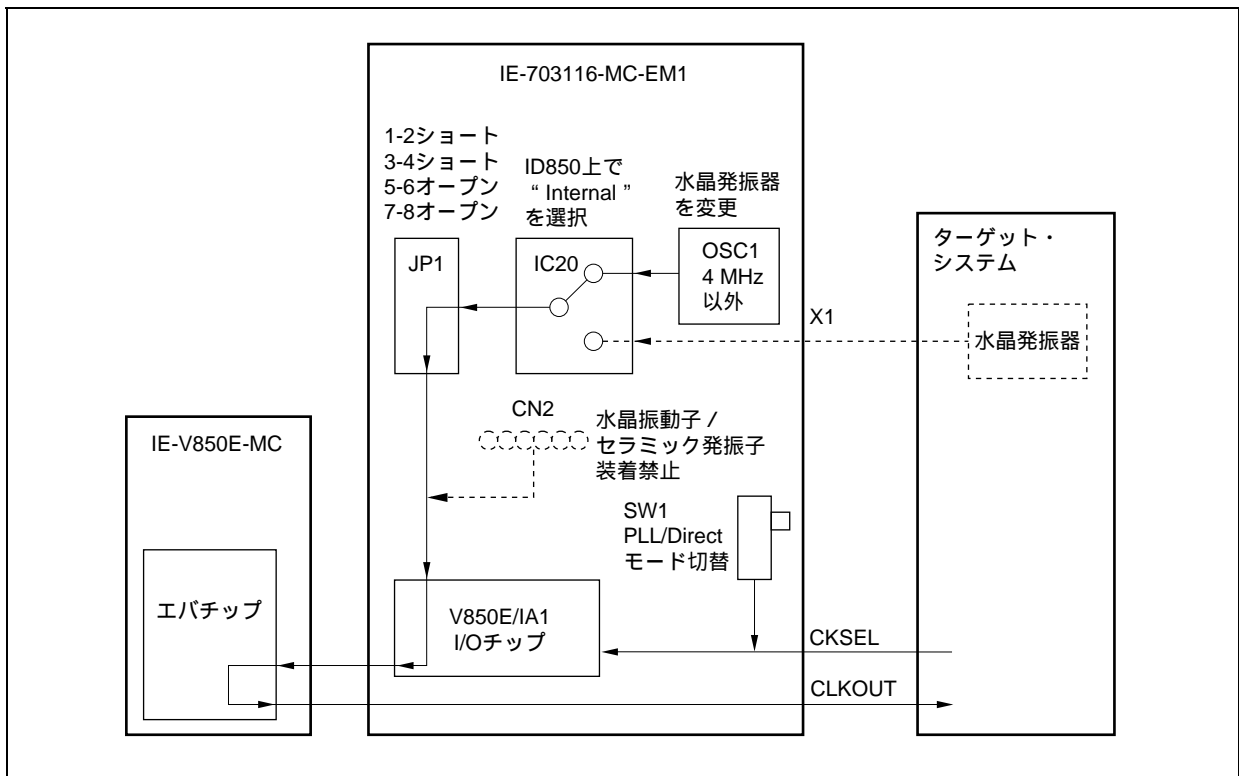 IE-703116-MC-EM1
1-2ショート
3-4ショート
5-6オープン
7-8オープン
ID850上で
“ Internal ”
を選択
水晶発振器
を変更
JP1
IC20
OSC1
4 MHz
以外
X1
ターゲット・
システム
水晶発振器
CN2
水晶振動子 /
セラミック発振子
装着禁止
IE-V850E-MC
SW1
PLL/Direct
モード切替
エバチップ
V850E/IA1
I/Oチップ
CKSEL
CLKOUT